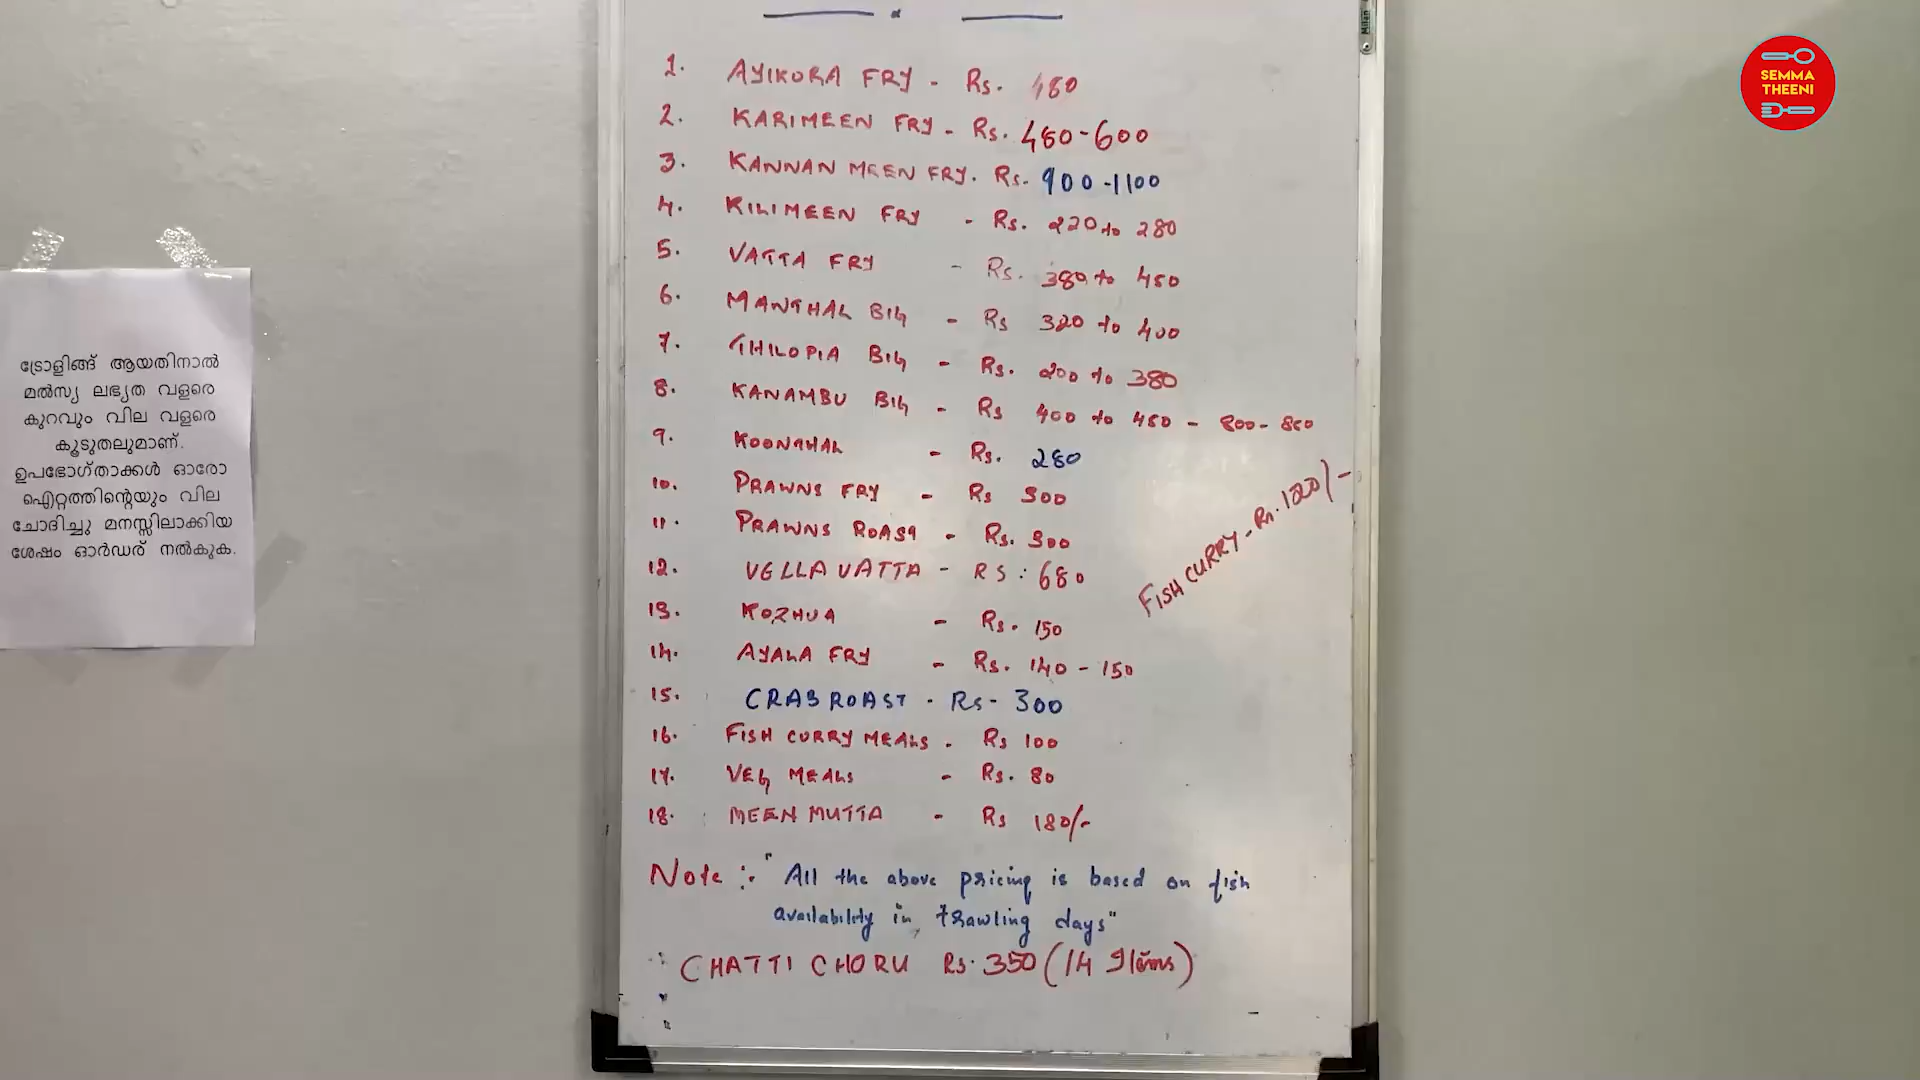 1. AYIKORA FRY - Rs. 480
2. KARIMEEN FRY - Rs. 480-600
3. KANNAN MEEN FRY. Rs. 900-1100
4. KILIMEEN FRY - Rs. 220 to 280
5. VATTA FRY - Rs. 380 to 450
6. MANTHAL BIG - Rs 320 to 400
7. THILOPIA BIG - Rs. 200 to 380
8. KANAMBU BIG - Rs 400 to 450 - 800-850
9. KOONTHAL - Rs. 280
10. PRAWNS FRY - Rs 300
11. PRAWNS ROAST - Rs. 300
12. VELLA VATTA - RS: 680
13. KOZHUA - Rs. 150
14. AYALA FRY - Rs. 140 - 150
15. CRAB ROAST - Rs- 300
16. FISH CURRY MEALS - Rs 100
17. VEG MEALS - Rs. 80
18. MEEN MUTTA - Rs 180/-
FISH CURRY - Rs. 120/-
Note :- "All the above pricing is based on fish
availability in trawling days"
CHATTI CHORU Rs. 350 (14 Items)
ട്രോളിങ്ങ് ആയതിനാൽ
മൽസ്യ ലഭ്യത വളരെ
കുറവും വില വളരെ
കൂടുതലുമാണ്.
ഉപഭോഗ്താക്കൾ ഓരോ
ഐറ്റത്തിന്റെയും വില
ചോദിച്ചു മനസ്സിലാക്കിയ
ശേഷം ഓർഡര് നൽകുക.
SEMMA
THEENI